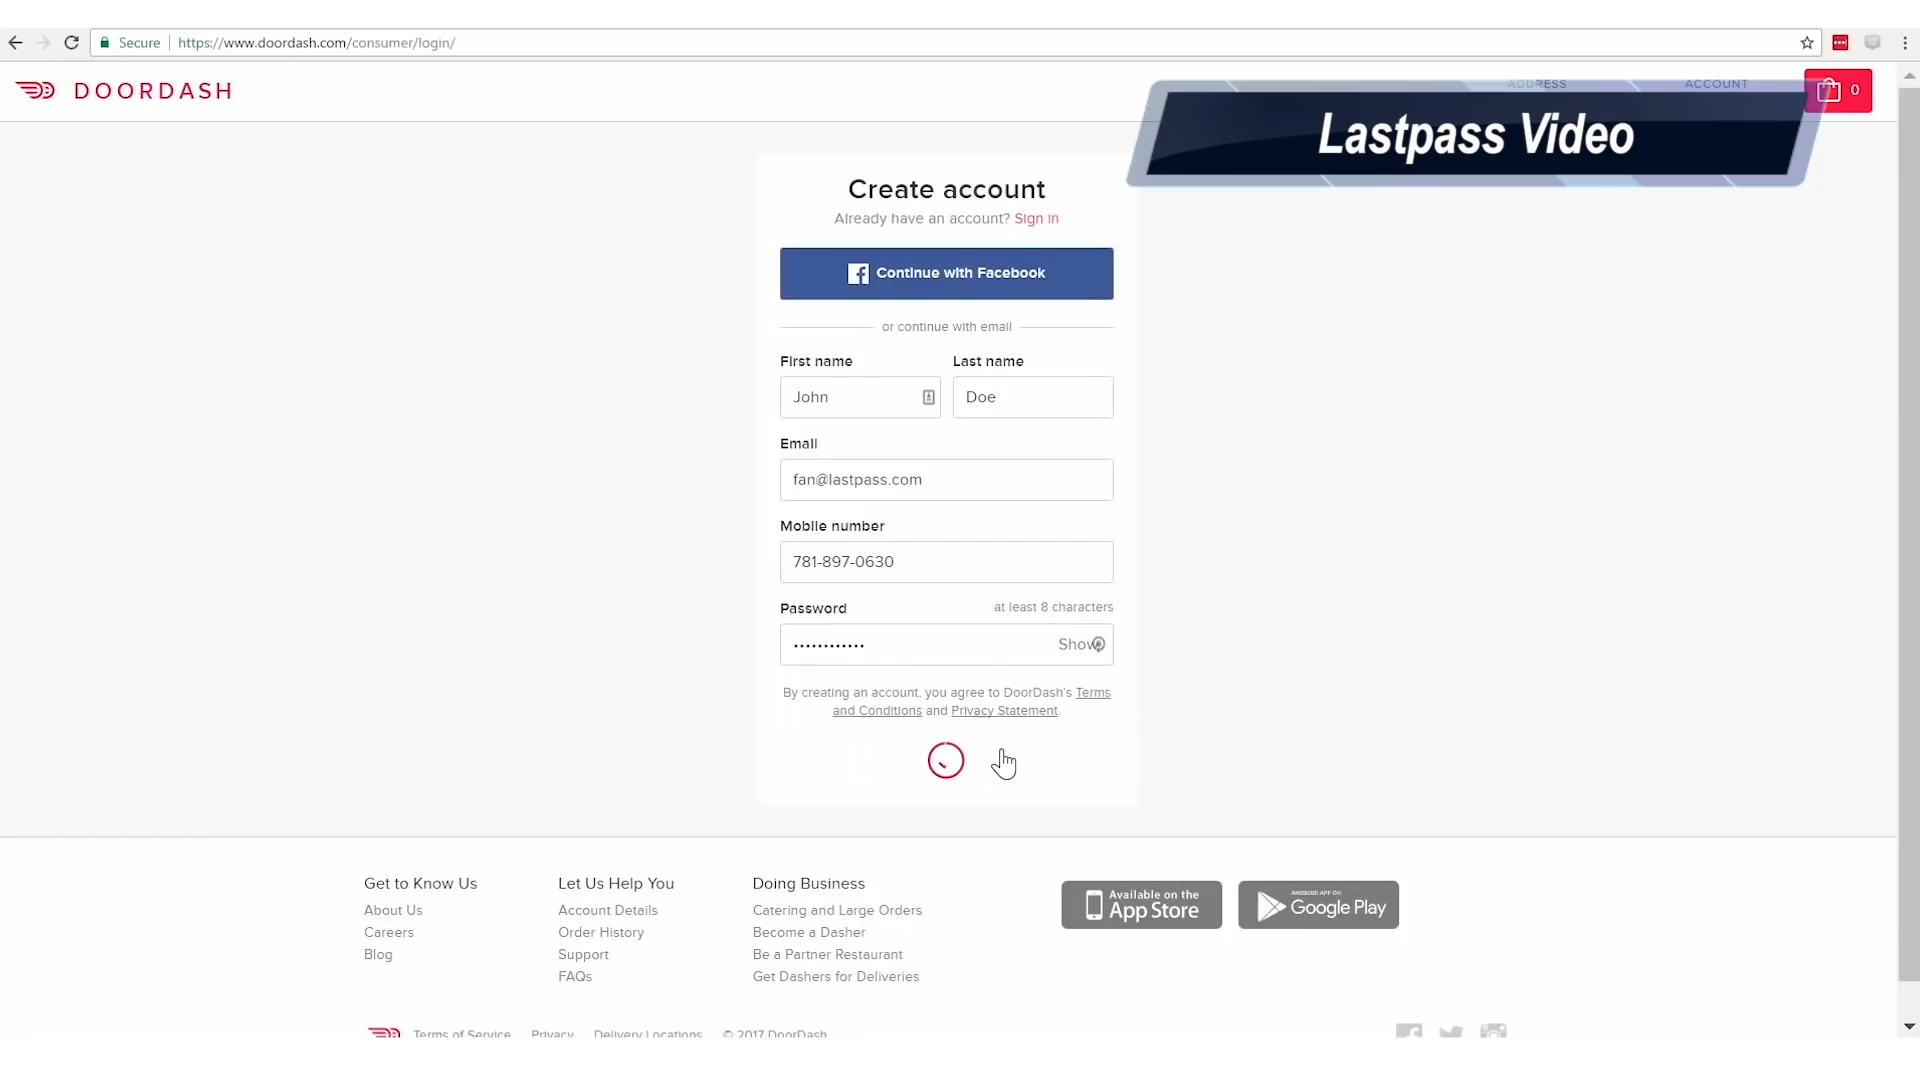 Secure https://www.doordash.com/consumer/login/
DOORDASH
ADDRESS
ACCOUNT
0
Lastpass Video
Create account
Already have an account? Sign in
Continue with Facebook
or continue with email
First name Last name
John Doe
Email
fan@lastpass.com
Mobile number
781-897-0630
Password at least 8 characters
Show
By creating an account, you agree to DoorDash's Terms
and Conditions and Privacy Statement.
Get to Know Us
About Us
Careers
Blog
Let Us Help You
Account Details
Order History
Support
FAQs
Doing Business
Catering and Large Orders
Become a Dasher
Be a Partner Restaurant
Get Dashers for Deliveries
Available on the
App Store
ANDROID APP ON
Google Play
Terms of Service Privacy Delivery Locations © 2017 DoorDash